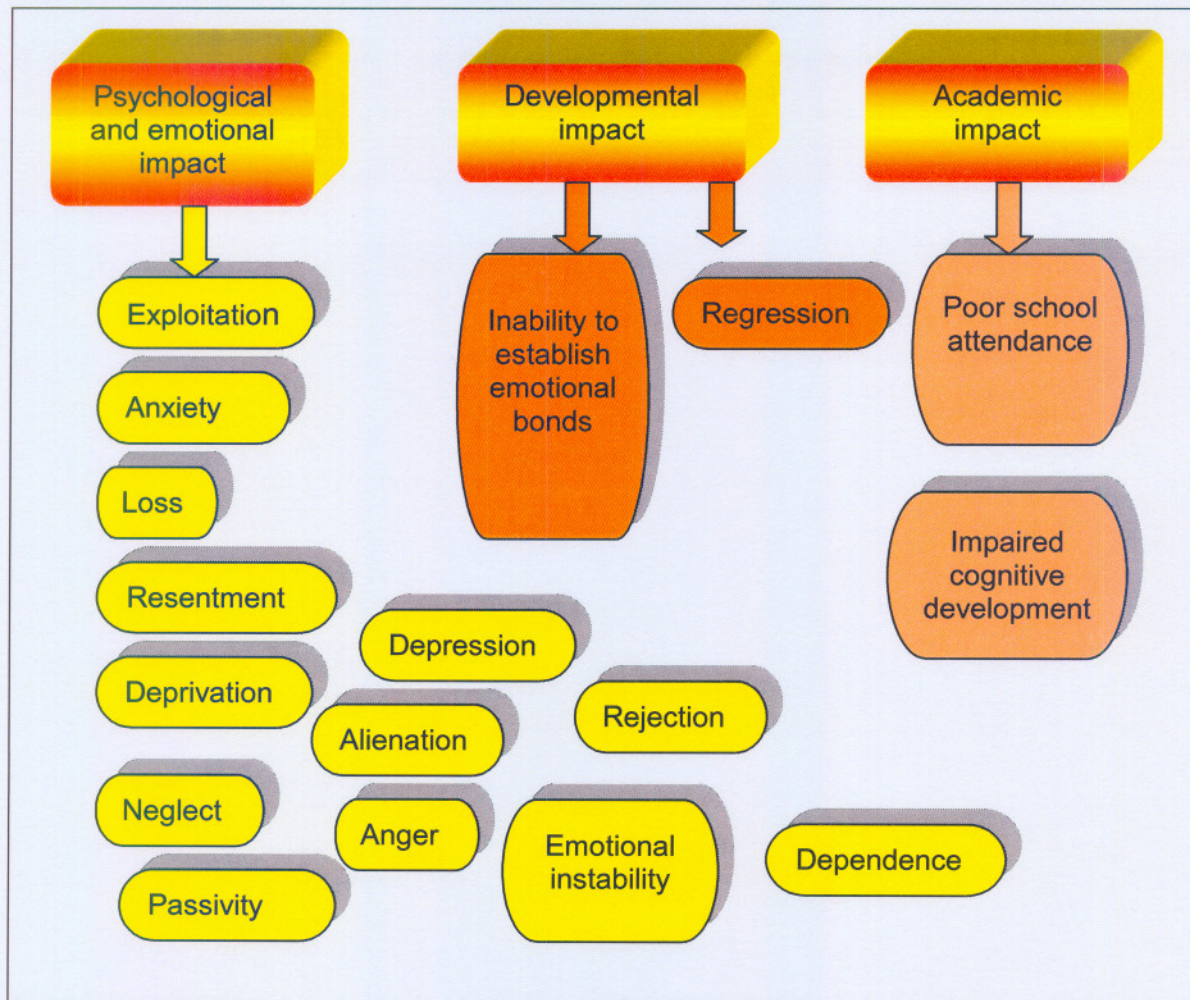 Psychological
and emotional
impact
Developmental
impact
Academic
impact
Exploitation
Anxiety
Loss
Resentment
Deprivation
Neglect
Passivity
Depression
Alienation
Anger
Rejection
Emotional
instability
Dependence
Inability to
establish
emotional
bonds
Regression
Poor school
attendance
Impaired
cognitive
development